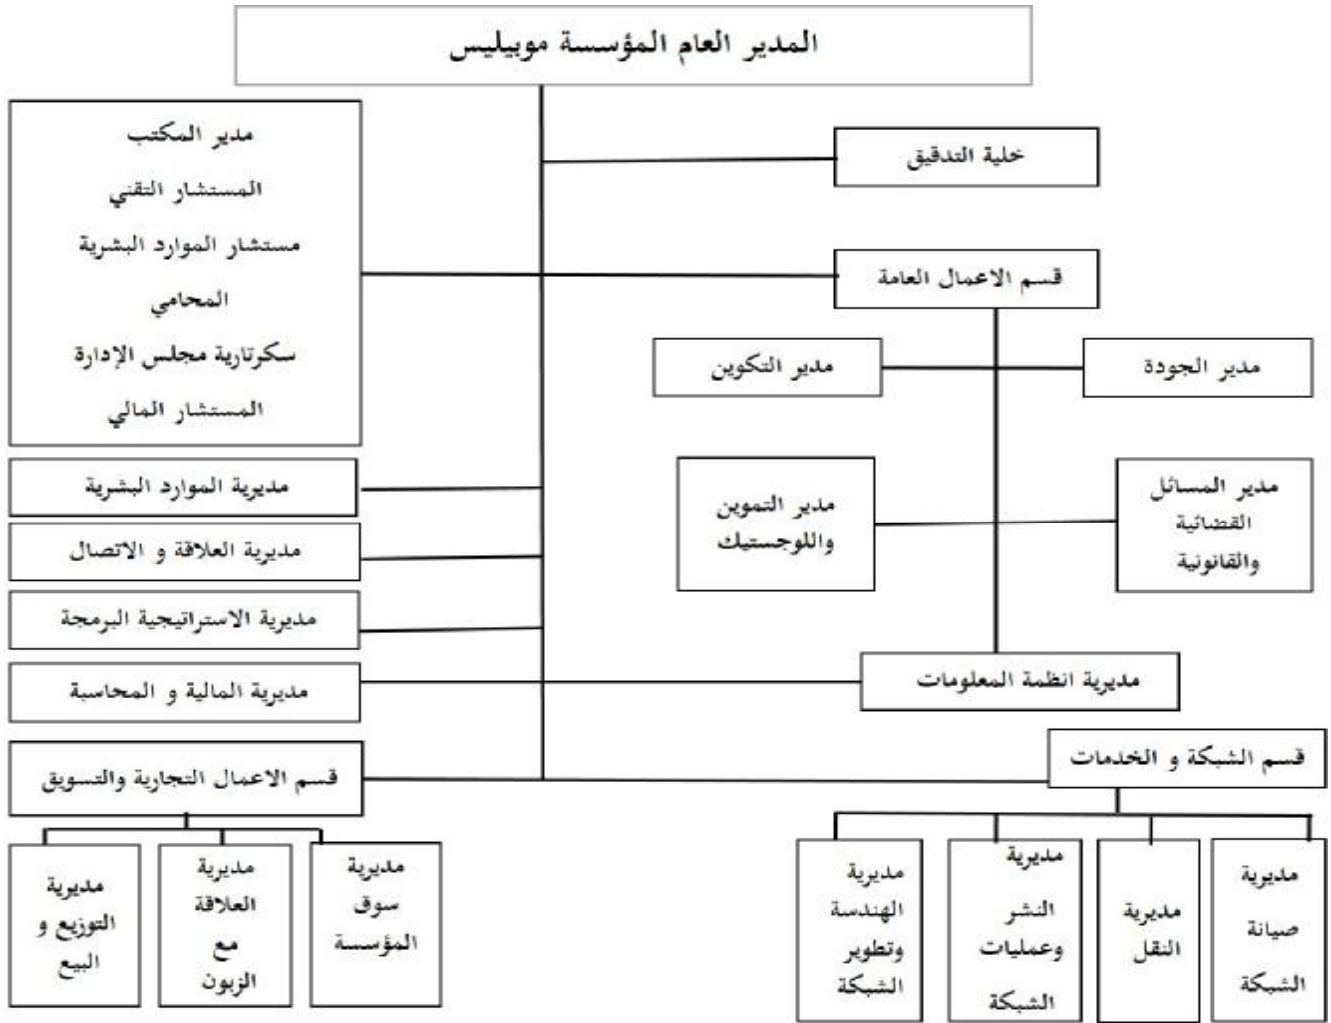 المدير العام المؤسسة موبيليس
خلية التدقيق
مدير المكتب
المستشار التقني
مستشار الموارد البشرية
المحامي
سكرتارية مجلس الإدارة
المستشار المالي
قسم الاعمال العامة
مدير الجودة
مدير التكوين
مدير المسائل
القضائية
والقانونية
مدير التموين
واللوجستيك
مديرية الموارد البشرية
مديرية العلاقة و الاتصال
مديرية الاستراتيجية البرمجة
مديرية انظمة المعلومات
مديرية المالية و المحاسبة
قسم الشبكة و الخدمات
قسم الاعمال التجارية والتسويق
مديرية
صيانة
الشبكة
مديرية
النقل
مديرية
النشر
وعمليات
الشبكة
مديرية
الهندسة
وتطوير
الشبكة
مديرية
سوق
المؤسسة
مديرية
العلاقة
مع
الزبون
مديرية
التوزيع و
البيع